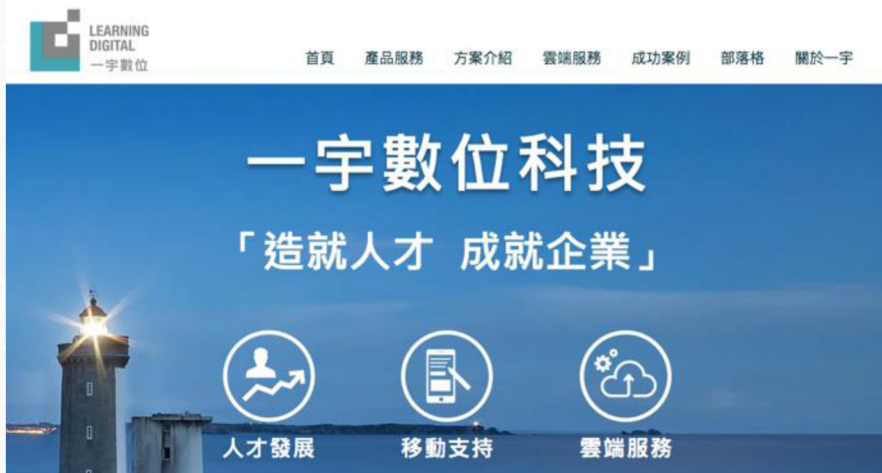 LEARNING
DIGITAL
一宇數位
首頁 產品服務 方案介紹 雲端服務 成功案例 部落格 關於一宇
一宇數位科技
「造就人才 成就企業」
人才發展 移動支持 雲端服務